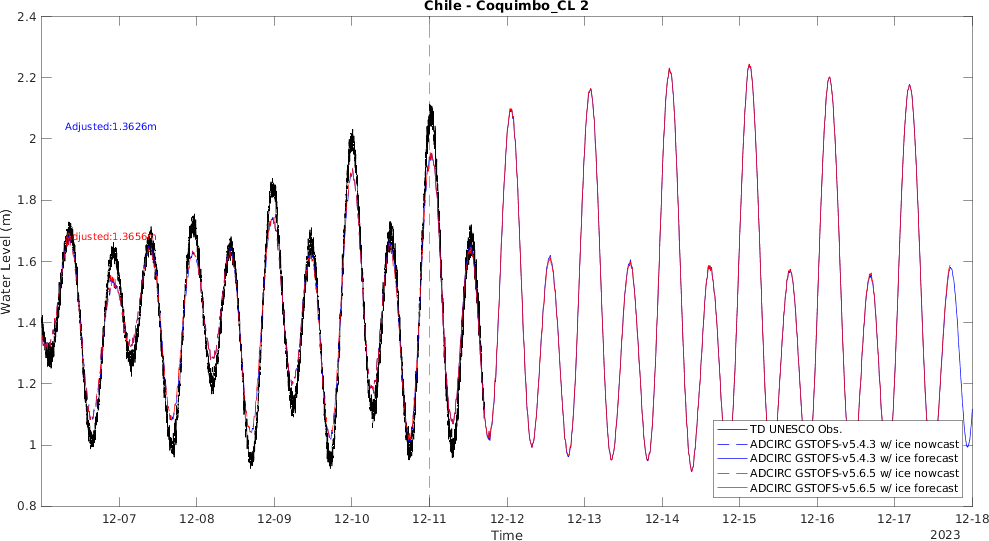 Chile - Coquimbo_CL 2
2.4
2.2
2
1.8
1.6
1.4
1.2
1
0.8
Water Level (m)
Adjusted:1.3626m
Adjusted:1.3656m
TD UNESCO Obs.
ADCIRC GSTOFS-v5.4.3 w/ ice nowcast
ADCIRC GSTOFS-v5.4.3 w/ ice forecast
ADCIRC GSTOFS-v5.6.5 w/ ice nowcast
ADCIRC GSTOFS-v5.6.5 w/ ice forecast
12-07 12-08 12-09 12-10 12-11 12-12 12-13 12-14 12-15 12-16 12-17 12-18
Time
2023